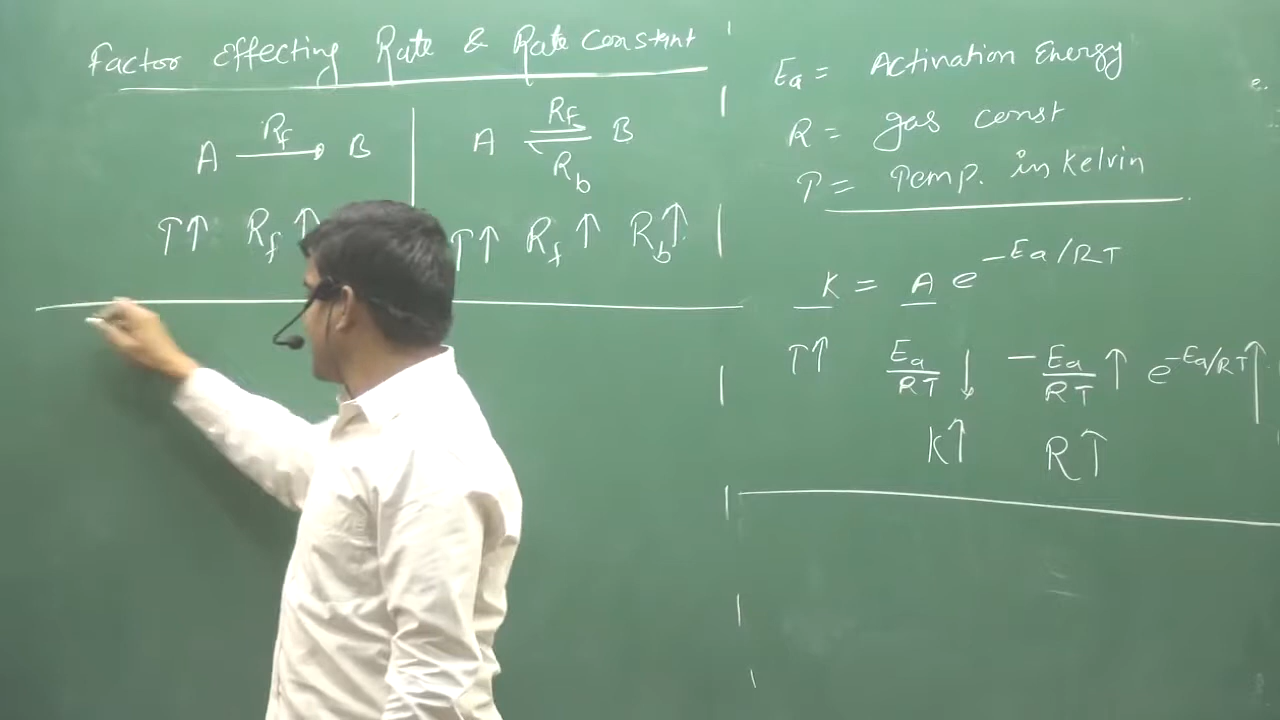 Factor Effecting Rate & Rate Constant
A Rf → B
A Rf ⇌ Rb B
T↑ Rf ↑
T↑ Rf ↑ Rb↑
Ea = Actination Energy
R = gas const
T = Temp. in Kelvin
K = A e^-Ea/RT
T↑ Ea/RT ↓ -Ea/RT ↑ e^-Ea/RT ↑
K↑ R↑
e.